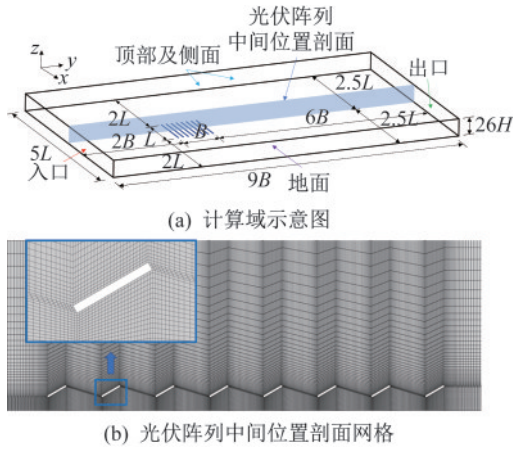 光伏阵列
中间位置剖面
顶部及侧面
出口
z
y
x
2.5L
2L
2B
L
B
6B
2.5L
26H
5L
入口
2L
9B
地面
(a) 计算域示意图
(b) 光伏阵列中间位置剖面网格